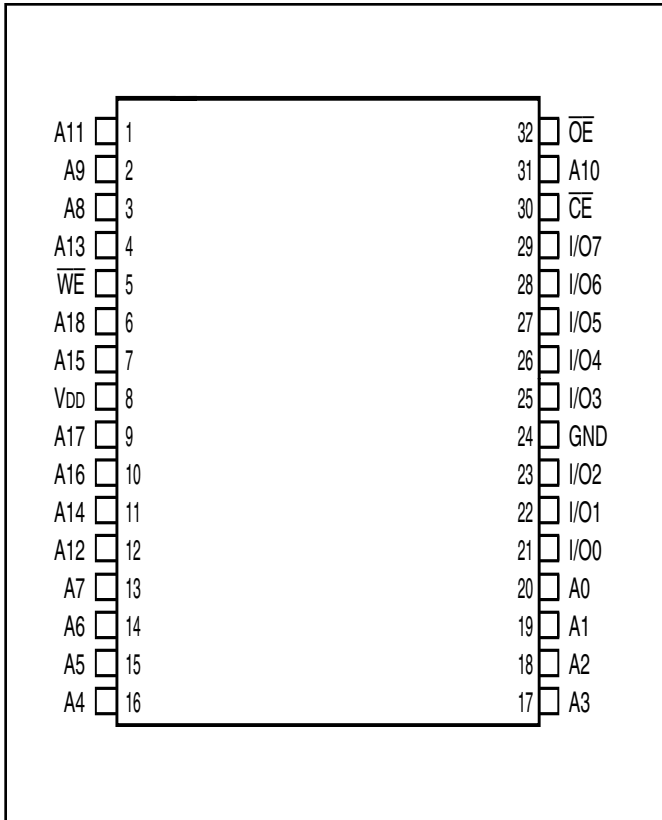 A11 1 32 O̅E̅
A9 2 31 A10
A8 3 30 C̅E̅
A13 4 29 I/O7
W̅E̅ 5 28 I/O6
A18 6 27 I/O5
A15 7 26 I/O4
VDD 8 25 I/O3
A17 9 24 GND
A16 10 23 I/O2
A14 11 22 I/O1
A12 12 21 I/O0
A7 13 20 A0
A6 14 19 A1
A5 15 18 A2
A4 16 17 A3